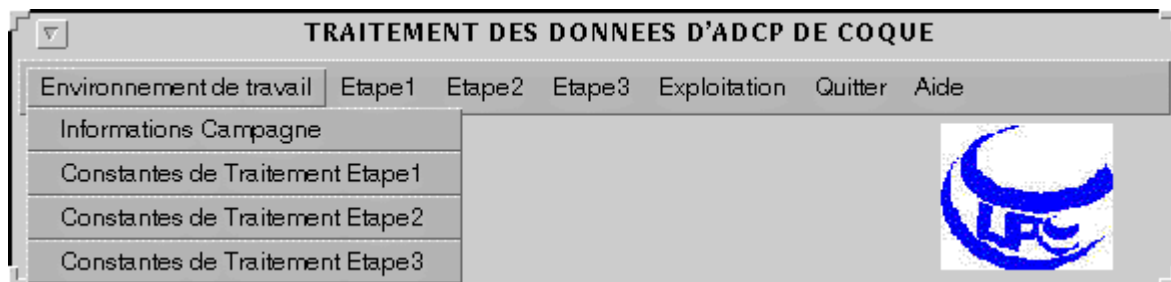 TRAITEMENT DES DONNEES D'ADCP DE COQUE
Environnement de travail Etape1 Etape2 Etape3 Exploitation Quitter Aide
Informations Campagne
Constantes de Traitement Etape1
Constantes de Traitement Etape2
Constantes de Traitement Etape3
LPO